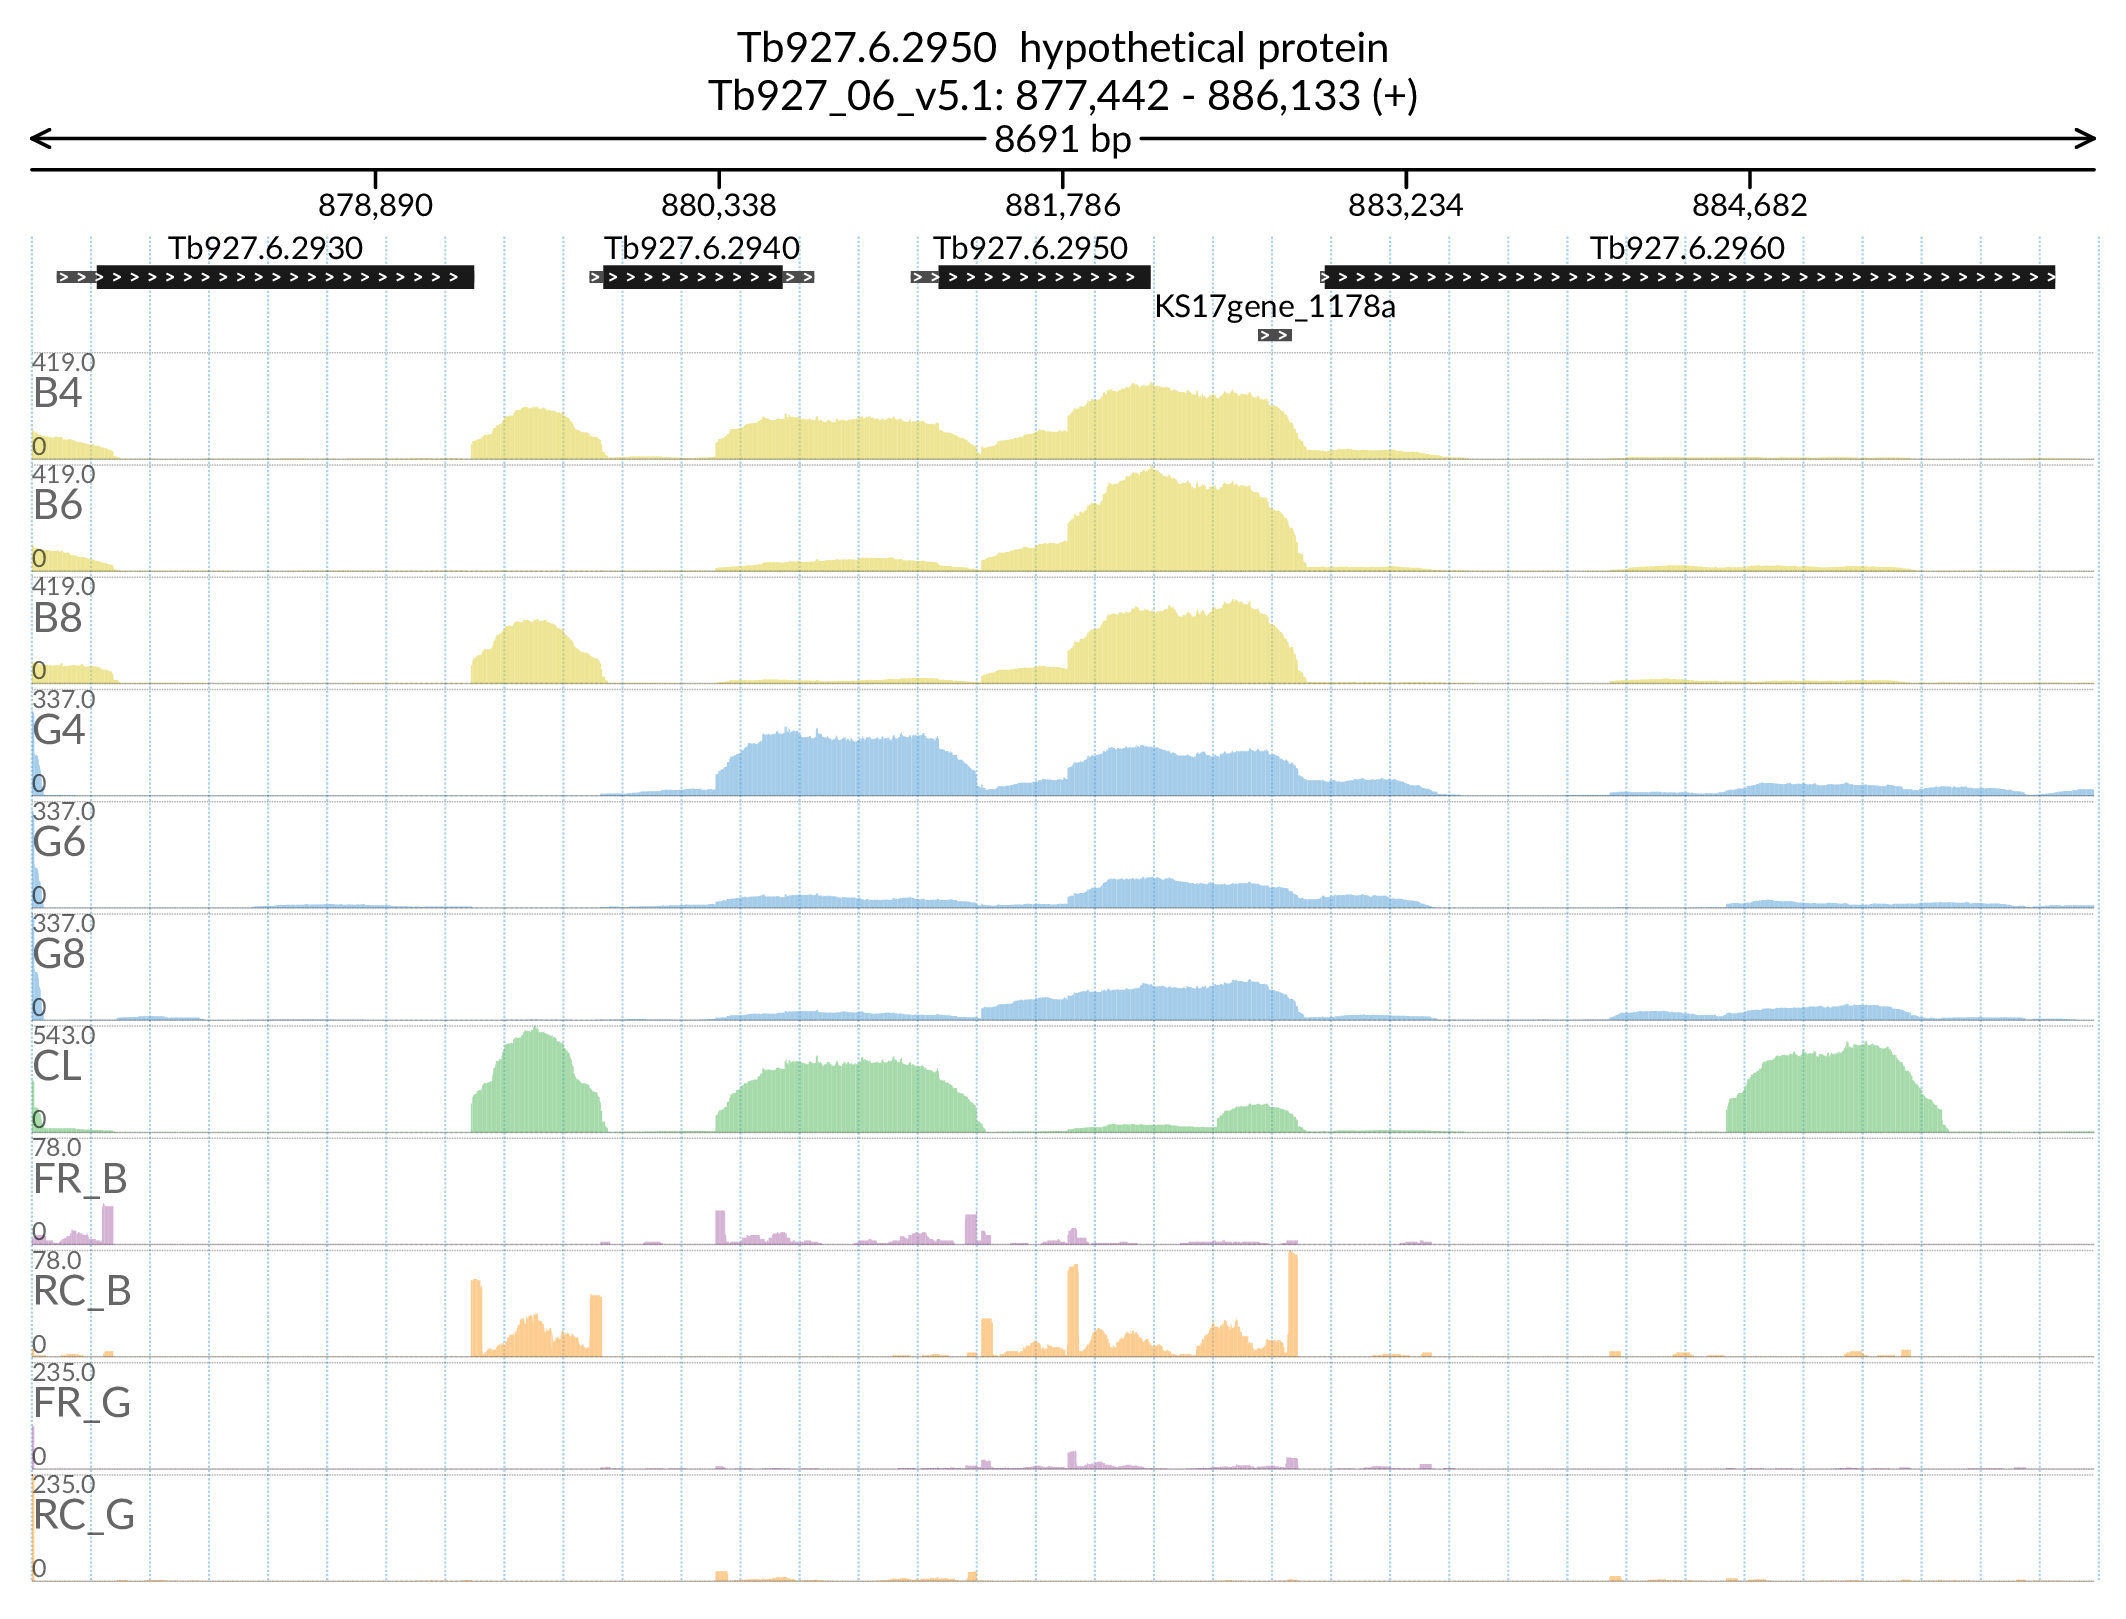 Tb927.6.2950  hypothetical protein
Tb927_06_v5.1: 877,442 - 886,133 (+)
8691 bp
878,890 880,338 881,786 883,234 884,682
Tb927.6.2930 Tb927.6.2940 Tb927.6.2950 Tb927.6.2960
KS17gene_1178a
419.0
B4
0
419.0
B6
0
419.0
B8
0
337.0
G4
0
337.0
G6
0
337.0
G8
0
543.0
CL
0
78.0
FR_B
0
78.0
RC_B
0
235.0
FR_G
0
235.0
RC_G
0